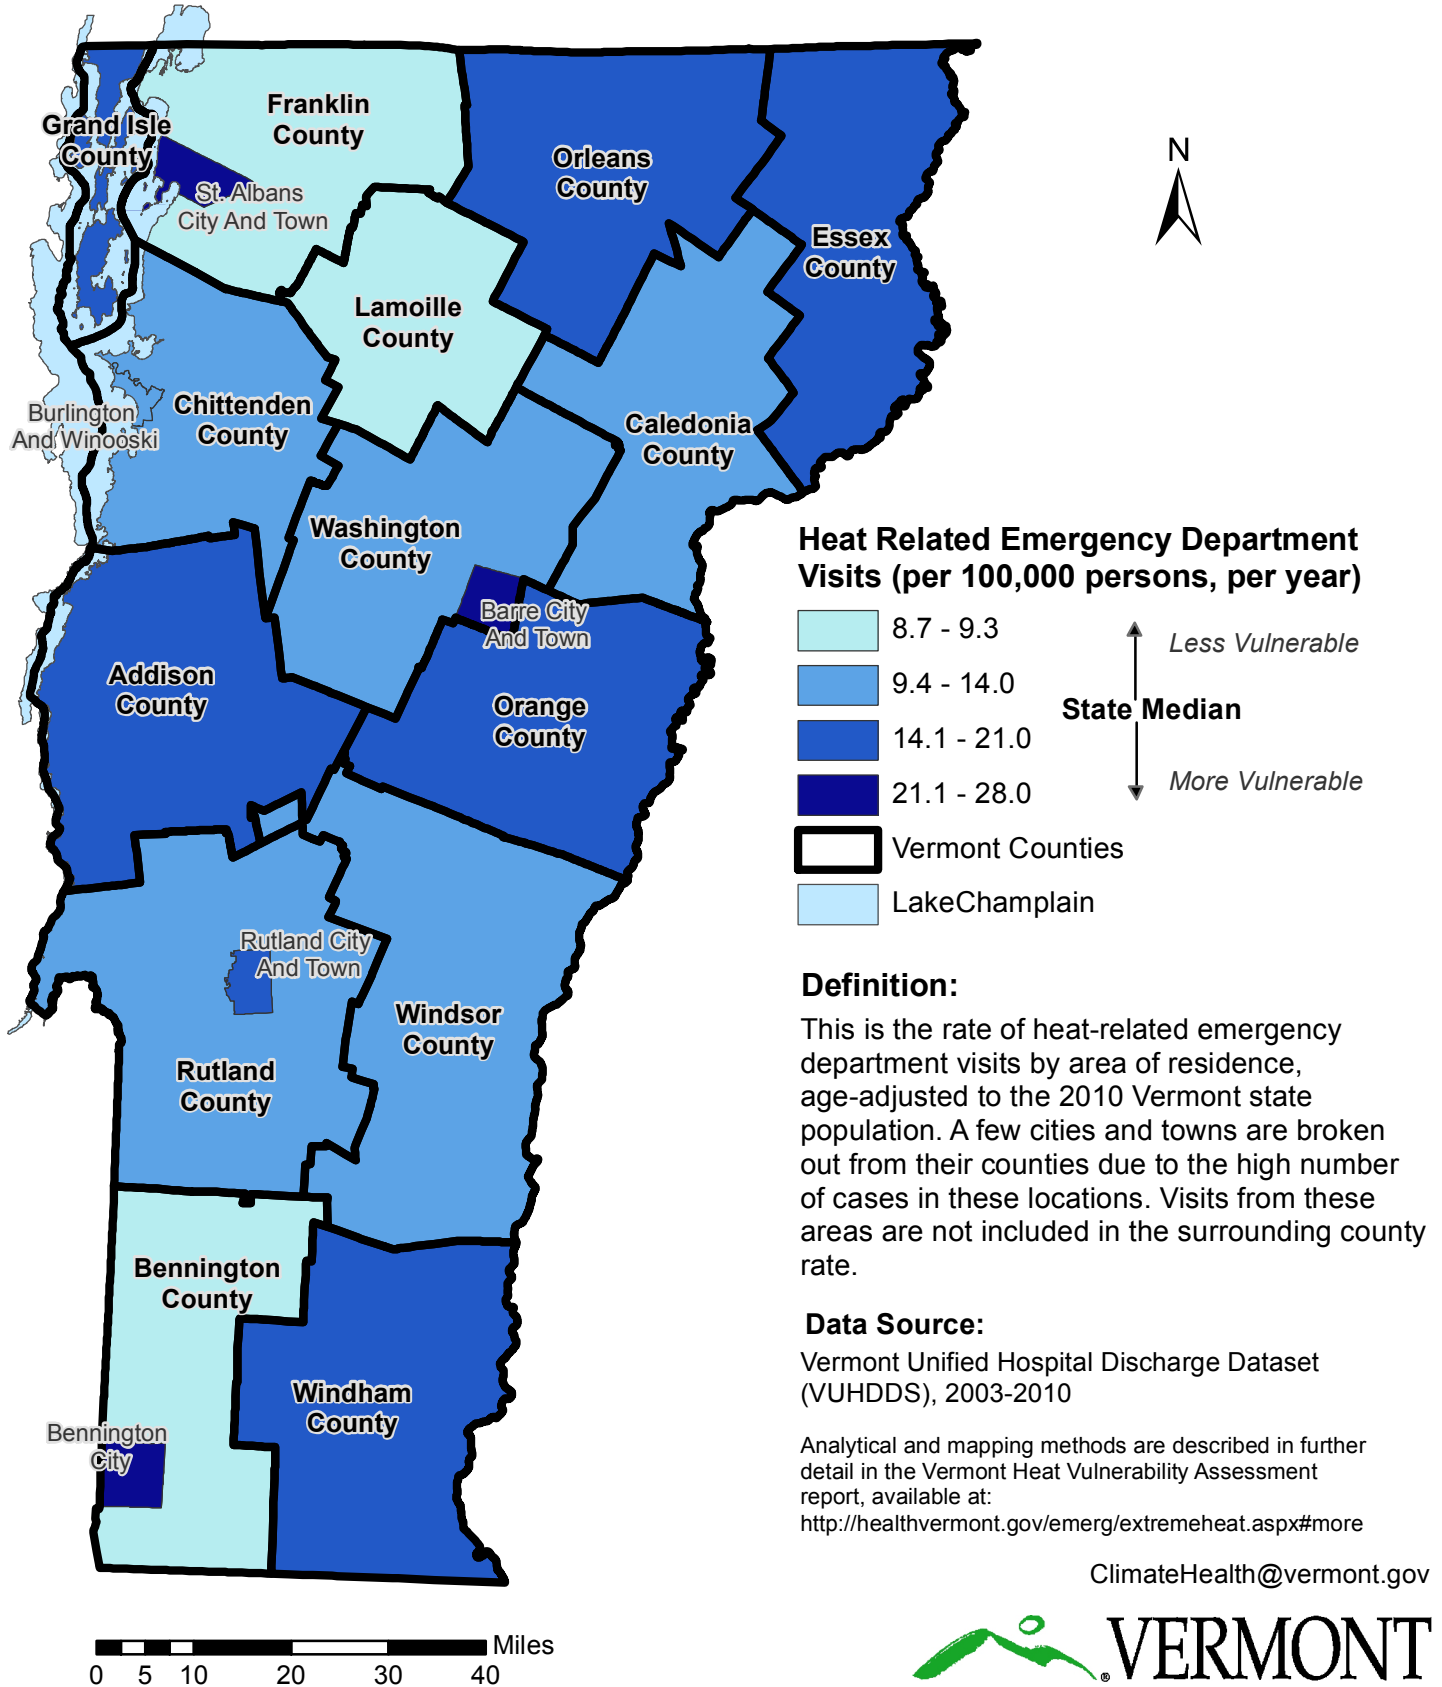 Franklin
County
Grand Isle
County
St. Albans
City And Town
Orleans
County
Essex
County
Lamoille
County
Burlington
And Winooski
Chittenden
County
Caledonia
County
Washington
County
Barre City
And Town
Addison
County
Orange
County
Rutland City
And Town
Windsor
County
Rutland
County
Bennington
County
Windham
County
Bennington
City
N
Heat Related Emergency Department
Visits (per 100,000 persons, per year)
8.7 - 9.3
9.4 - 14.0
14.1 - 21.0
21.1 - 28.0
Less Vulnerable
State Median
More Vulnerable
Vermont Counties
LakeChamplain
Definition:
This is the rate of heat-related emergency
department visits by area of residence,
age-adjusted to the 2010 Vermont state
population. A few cities and towns are broken
out from their counties due to the high number
of cases in these locations. Visits from these
areas are not included in the surrounding county
rate.
Data Source:
Vermont Unified Hospital Discharge Dataset
(VUHDDS), 2003-2010
Analytical and mapping methods are described in further
detail in the Vermont Heat Vulnerability Assessment
report, available at:
http://healthvermont.gov/emerg/extremeheat.aspx#more
ClimateHealth@vermont.gov
® VERMONT
Miles
0 5 10 20 30 40